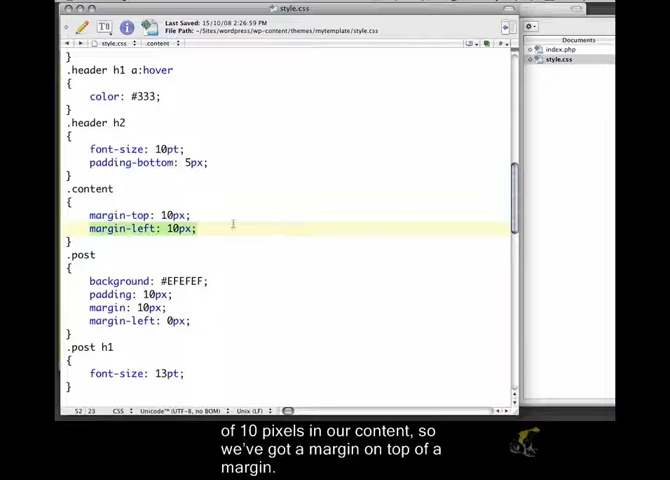 style.css
Last Saved: 15/10/08 2:26:59 PM
File Path: ~/Sites/wordpress/wp-content/themes/mytemplate/style.css
style.css
.content
}
.header h1 a:hover
{
color: #333;
}
.header h2
{
font-size: 10pt;
padding-bottom: 5px;
}
.content
{
margin-top: 10px;
margin-left: 10px;
}
.post
{
background: #EFEFEF;
padding: 10px;
margin: 10px;
margin-left: 0px;
}
.post h1
{
font-size: 13pt;
}
52 23 CSS Unicode™ (UTF-8, no BOM) Unix (LF)
Documents
index.php
style.css
of 10 pixels in our content, so
we've got a margin on top of a
margin.